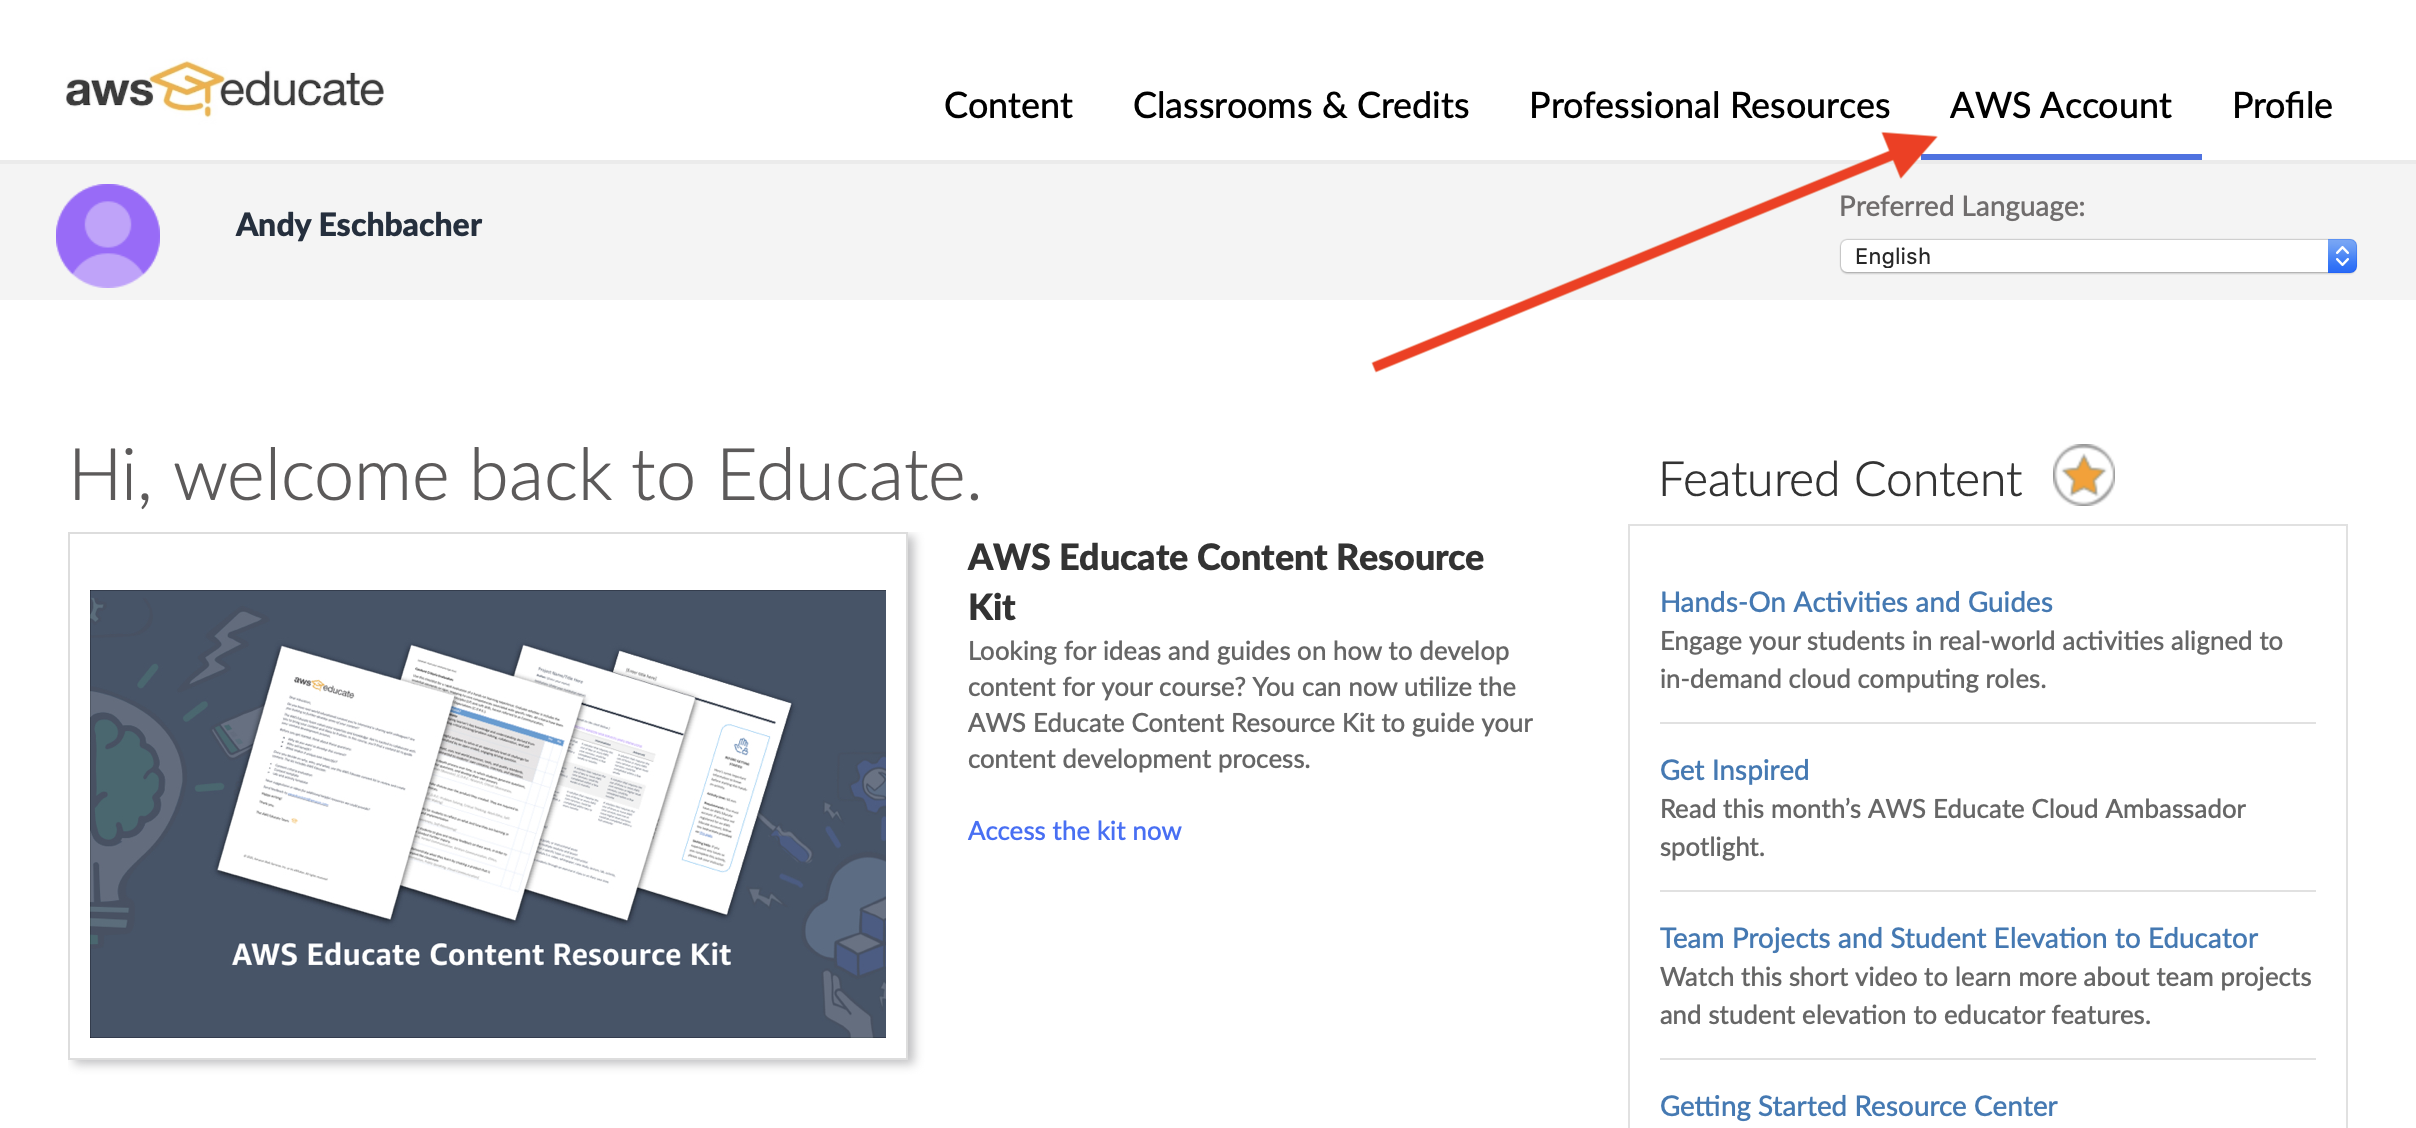 aws educate
Content Classrooms & Credits Professional Resources AWS Account Profile
Andy Eschbacher
Preferred Language:
English
Hi, welcome back to Educate.
aws educate
AWS Educate Content Resource Kit
AWS Educate Content Resource
Kit
Looking for ideas and guides on how to develop
content for your course? You can now utilize the
AWS Educate Content Resource Kit to guide your
content development process.
Access the kit now
Featured Content
Hands-On Activities and Guides
Engage your students in real-world activities aligned to
in-demand cloud computing roles.
Get Inspired
Read this month’s AWS Educate Cloud Ambassador
spotlight.
Team Projects and Student Elevation to Educator
Watch this short video to learn more about team projects
and student elevation to educator features.
Getting Started Resource Center